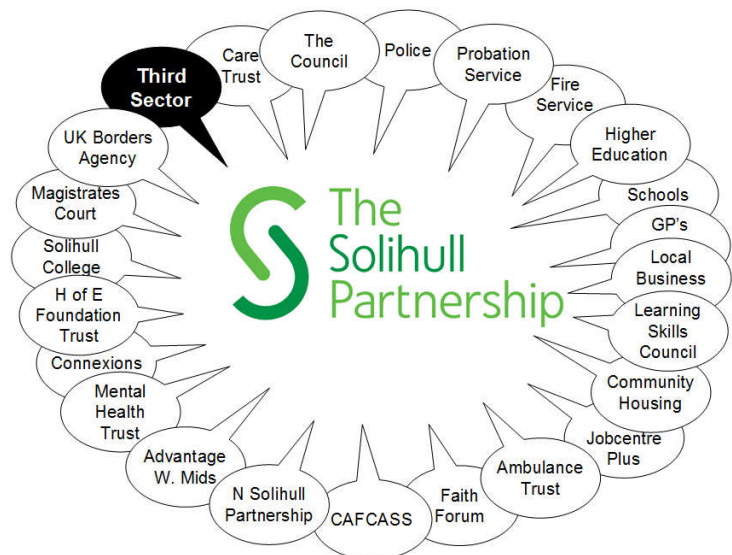 Third
Sector
Care
Trust
The
Council
Police
Probation
Service
Fire
Service
Higher
Education
Schools
GP's
Local
Business
Learning
Skills
Council
Community
Housing
Jobcentre
Plus
Ambulance
Trust
Faith
Forum
CAFCASS
N Solihull
Partnership
Advantage
W. Mids
Mental
Health
Trust
Connexions
H of E
Foundation
Trust
Solihull
College
Magistrates
Court
UK Borders
Agency
The
Solihull
Partnership